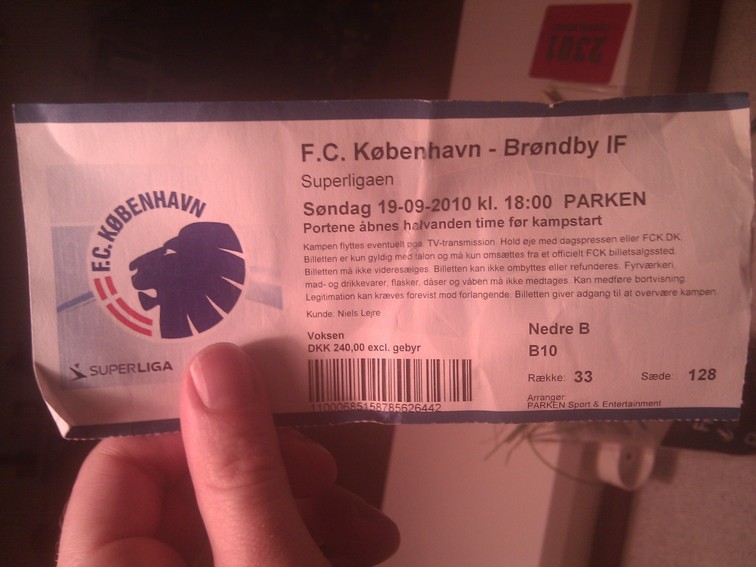 F.C. København - Brøndby IF
Superligaen
Søndag 19-09-2010 kl. 18:00 PARKEN
Portene åbnes halvanden time før kampstart
Kampen flyttes eventuelt pga. TV-transmission. Hold øje med dagspressen eller FCK.DK.
Billetten er kun gyldig med talon og må kun omsættes fra et officielt FCK billetsalgssted.
Billetten må ikke videresælges. Billetten kan ikke ombyttes eller refunderes. Fyrværkeri,
mad- og drikkevarer, flasker, dåser og våben må ikke medtages. Kan medføre bortvisning.
Legitimation kan kræves forevist mod forlangende. Billetten giver adgang til at overvære kampen.
Kunde: Niels Lejre
Voksen
DKK 240,00 excl. gebyr
11000685158785626442
Nedre B
B10
Række: 33 Sæde: 128
Arrangør:
PARKEN Sport & Entertainment
F.C. KØBENHAVN
SUPERLIGA
2301